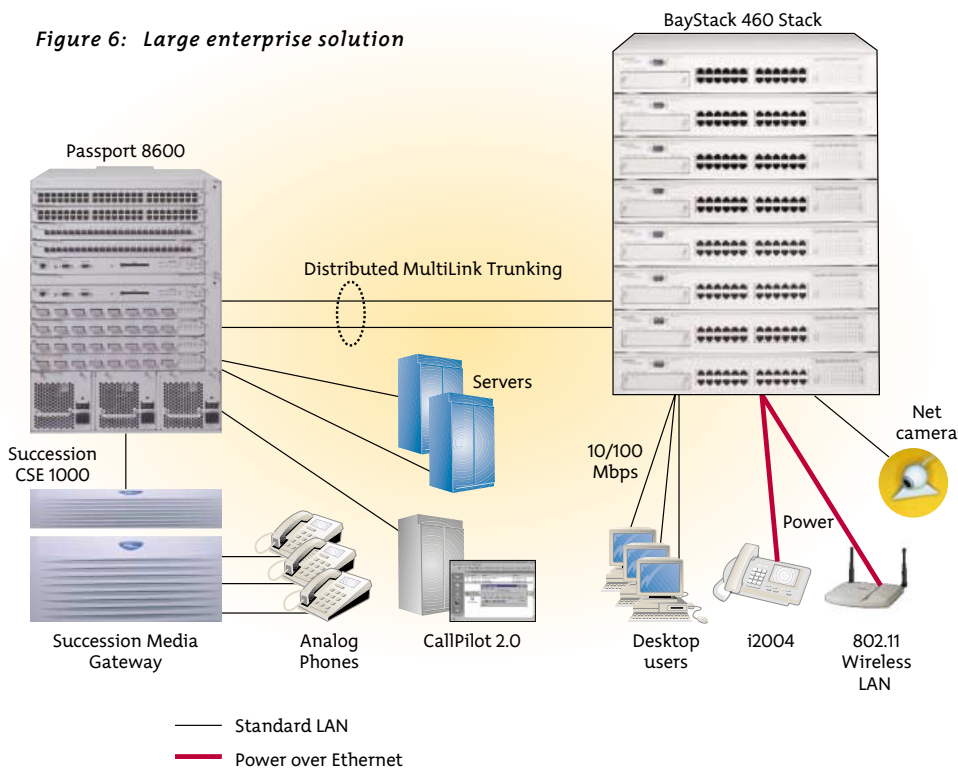 Figure 6: Large enterprise solution
BayStack 460 Stack
Passport 8600
Distributed MultiLink Trunking
Servers
Net
camera
10/100
Mbps
Succession
CSE 1000
Power
Succession Media
Gateway
Analog
Phones
CallPilot 2.0
Desktop
users
i2004
802.11
Wireless
LAN
Standard LAN
Power over Ethernet